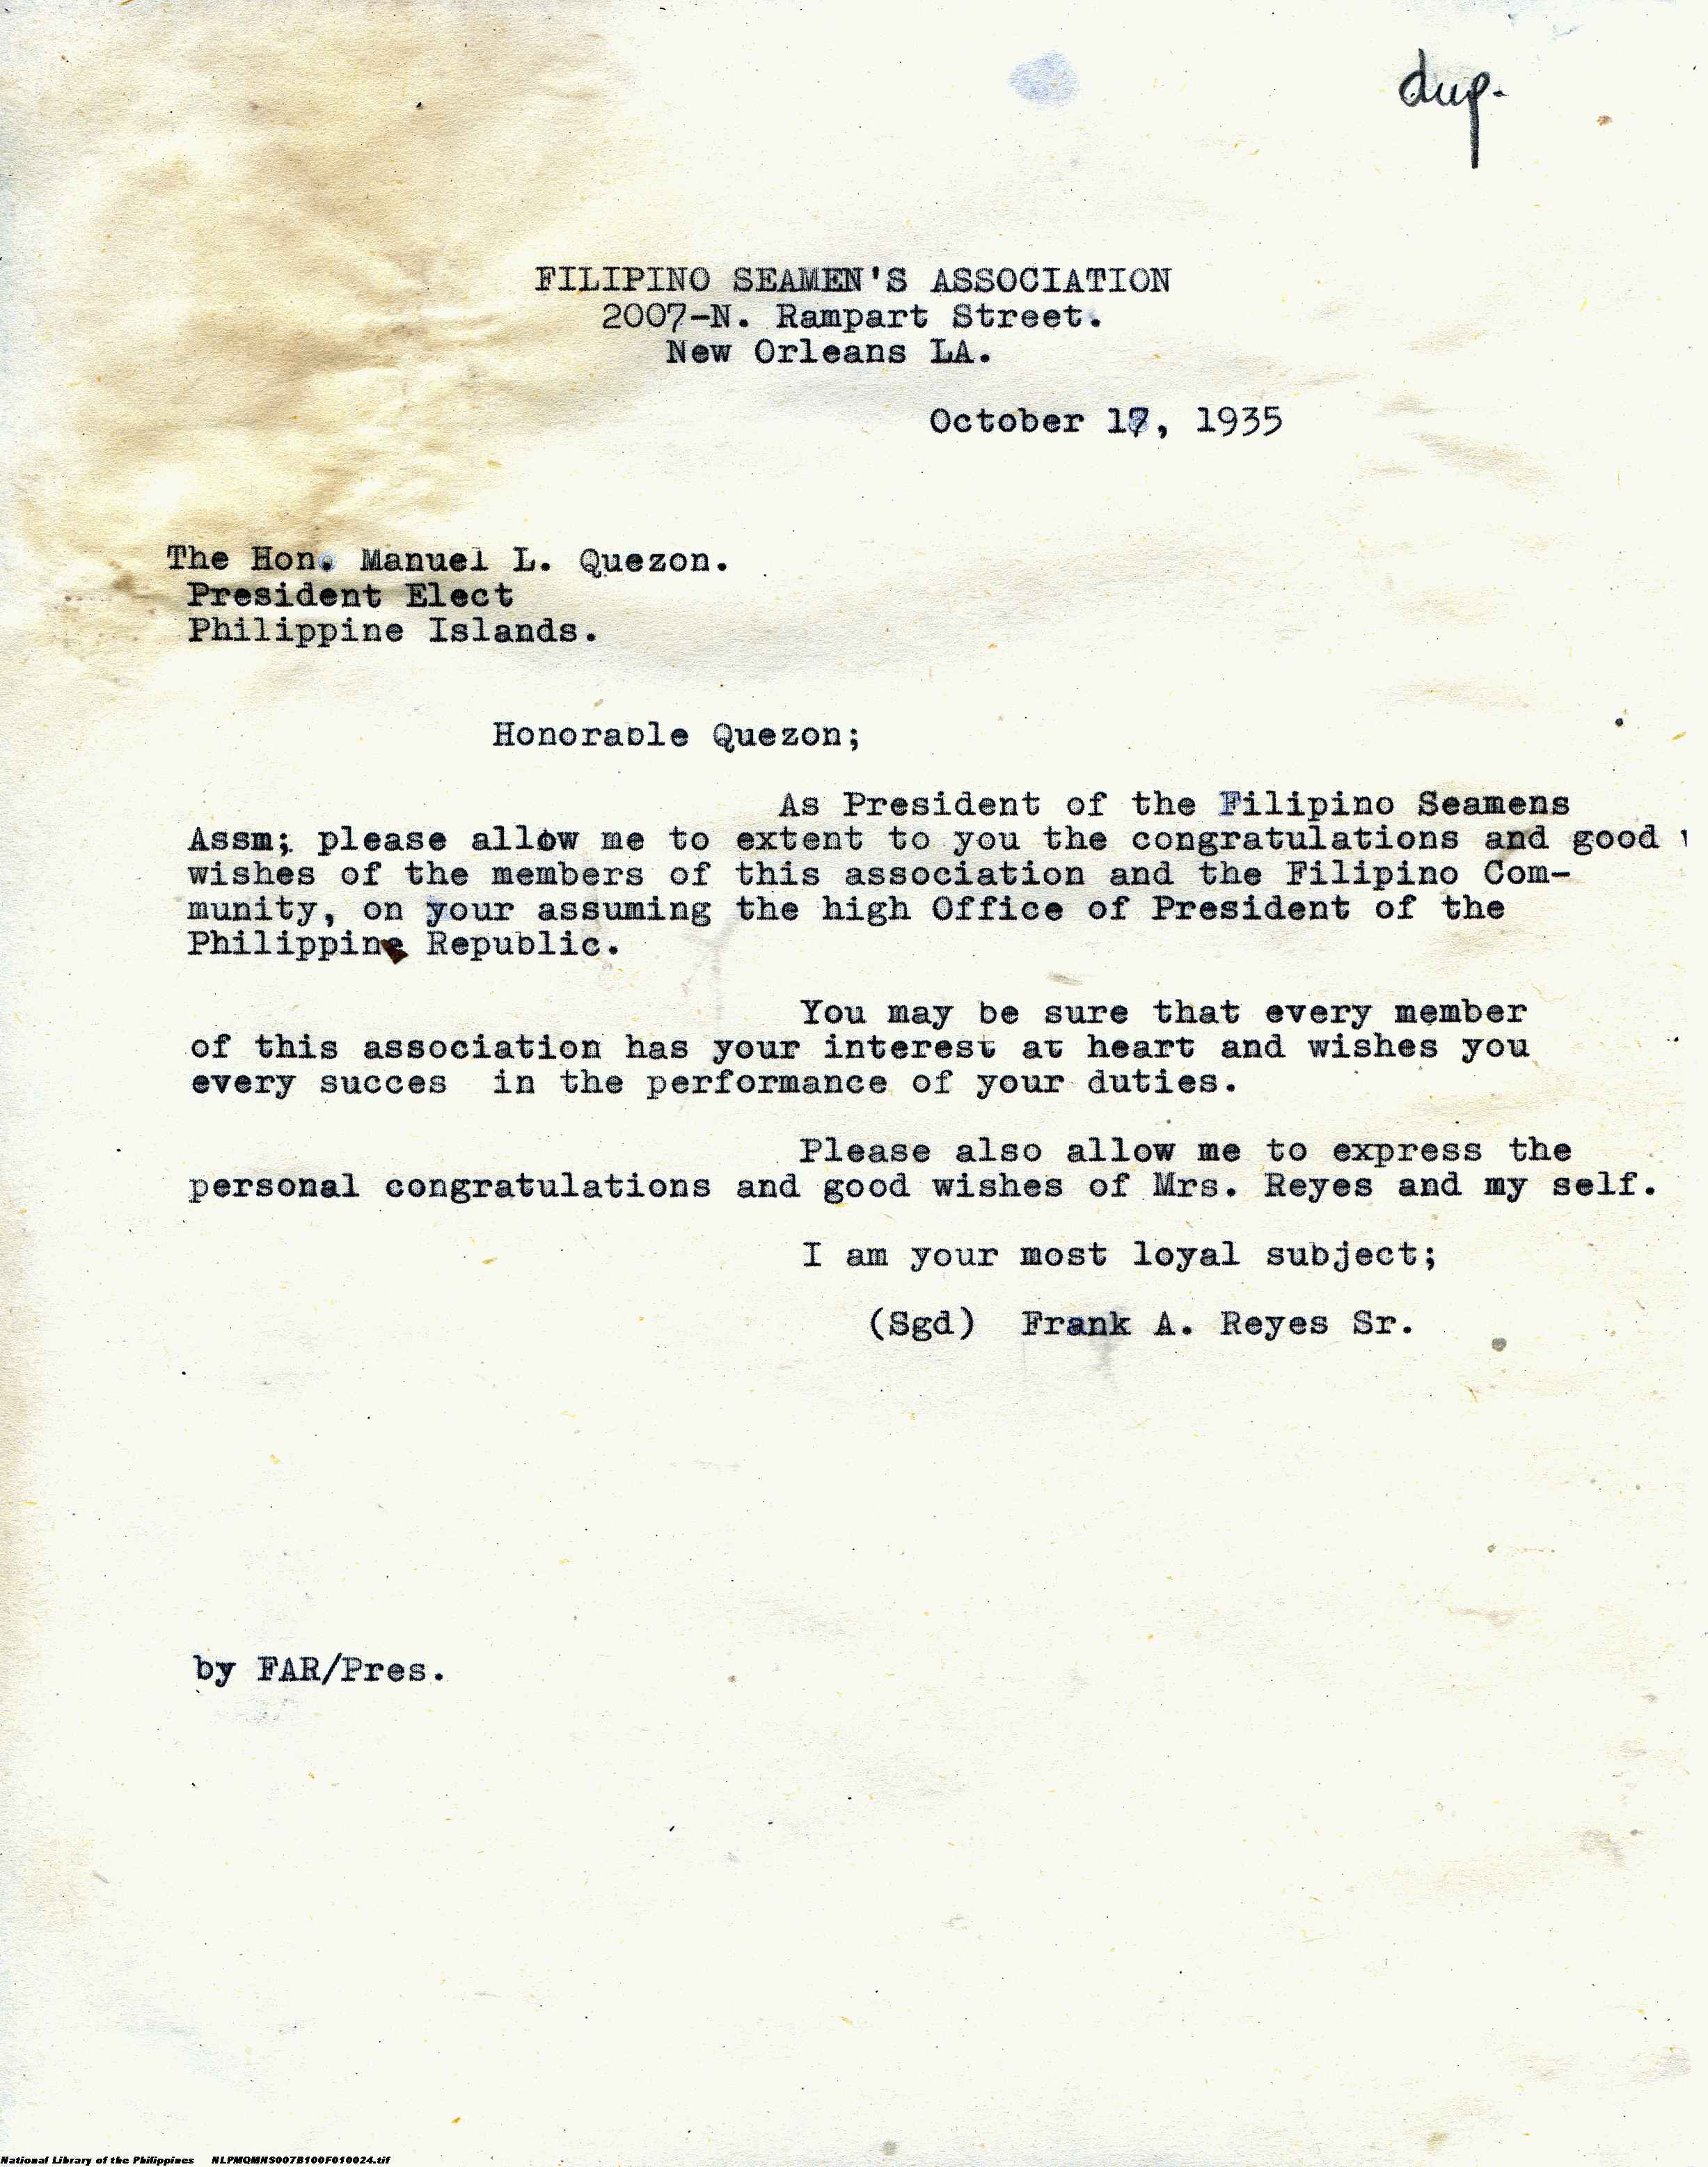 dup.
FILIPINO SEAMEN'S ASSOCIATION
2007-N. Rampart Street.
New Orleans LA.
October 17, 1935
The Hon. Manuel L. Quezon.
President Elect
Philippine Islands.
Honorable Quezon;
As President of the Filipino Seamens
Assm; please allow me to extent to you the congratulations and good w
wishes of the members of this association and the Filipino Com-
munity, on your assuming the high Office of President of the
Philippine Republic.
You may be sure that every member
of this association has your interest at heart and wishes you
every succes in the performance of your duties.
Please also allow me to express the
personal congratulations and good wishes of Mrs. Reyes and my self.
I am your most loyal subject;
(Sgd) Frank A. Reyes Sr.
by FAR/Pres.
National Library of the Philippines NLPMQMNS007B100F010024.tif